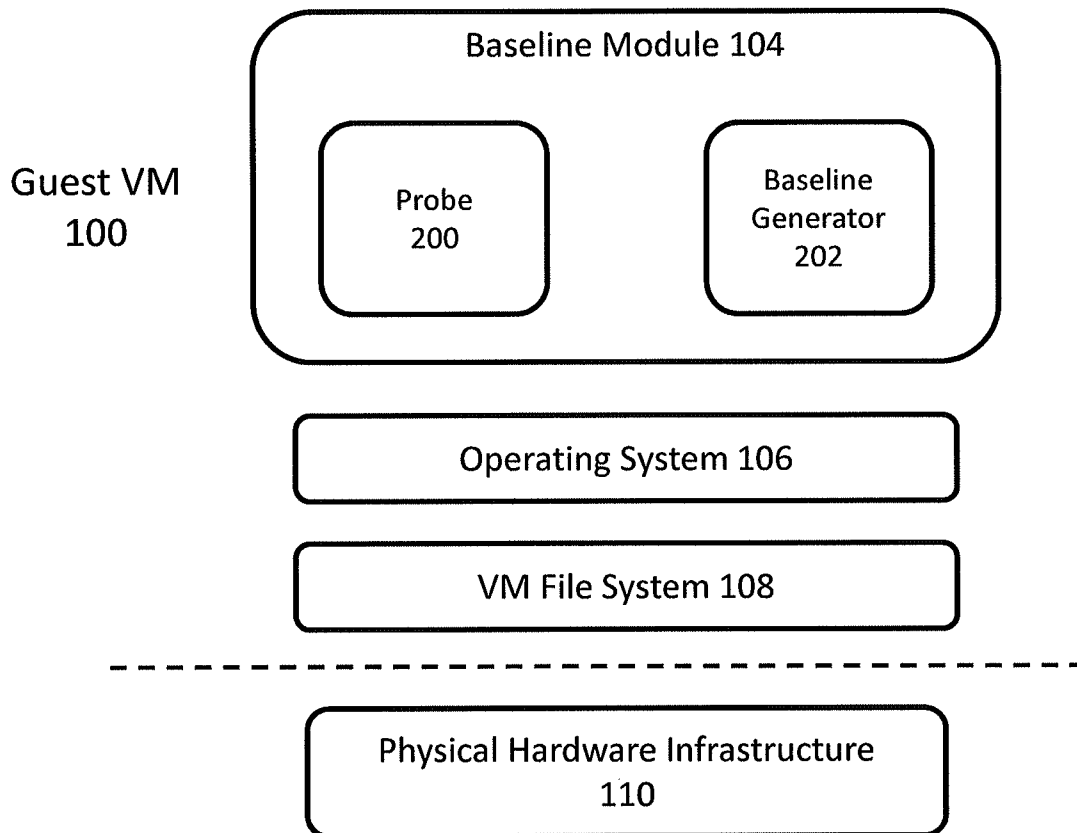 Baseline Module 104
Guest VM
100
Probe
200
Baseline
Generator
202
Operating System 106
VM File System 108
Physical Hardware Infrastructure
110